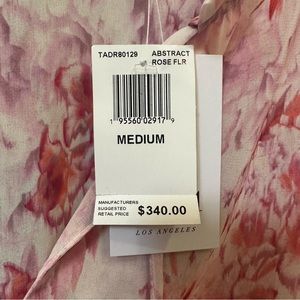 TADR80129 ABSTRACT
ROSE FLR
1 95560 02917 9
MEDIUM
MANUFACTURERS
SUGGESTED
RETAIL PRICE
$340.00
LOS ANGELES